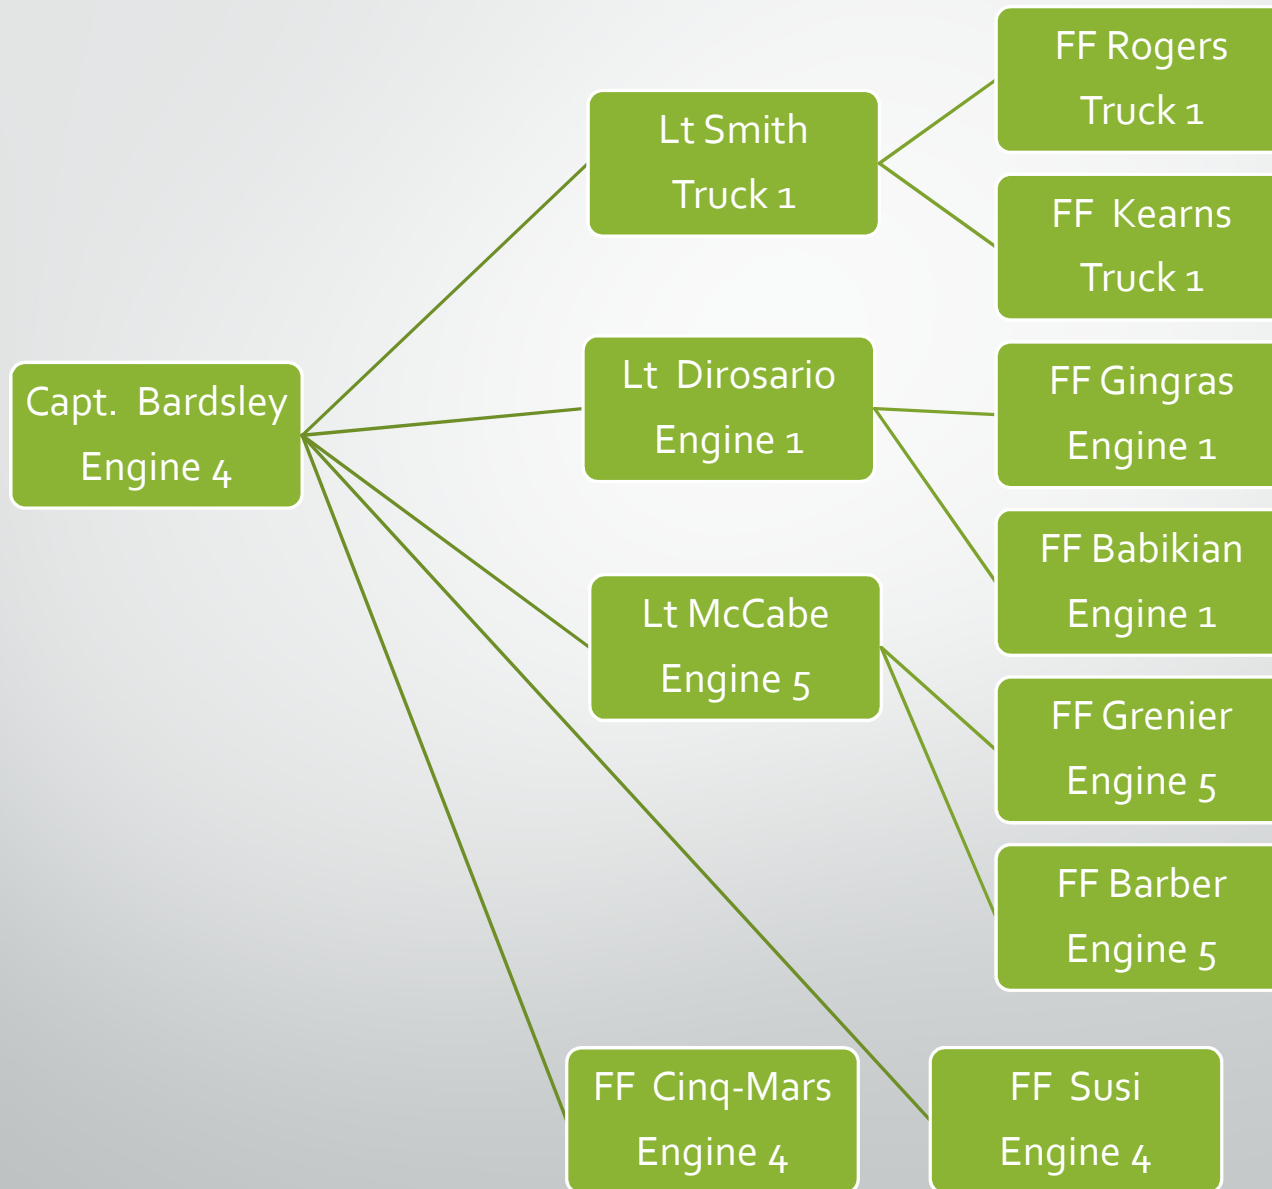 Capt. Bardsley
Engine 4
Lt Smith
Truck 1
Lt Dirosario
Engine 1
Lt McCabe
Engine 5
FF Rogers
Truck 1
FF Kearns
Truck 1
FF Gingras
Engine 1
FF Babikian
Engine 1
FF Grenier
Engine 5
FF Barber
Engine 5
FF Cinq-Mars
Engine 4
FF Susi
Engine 4